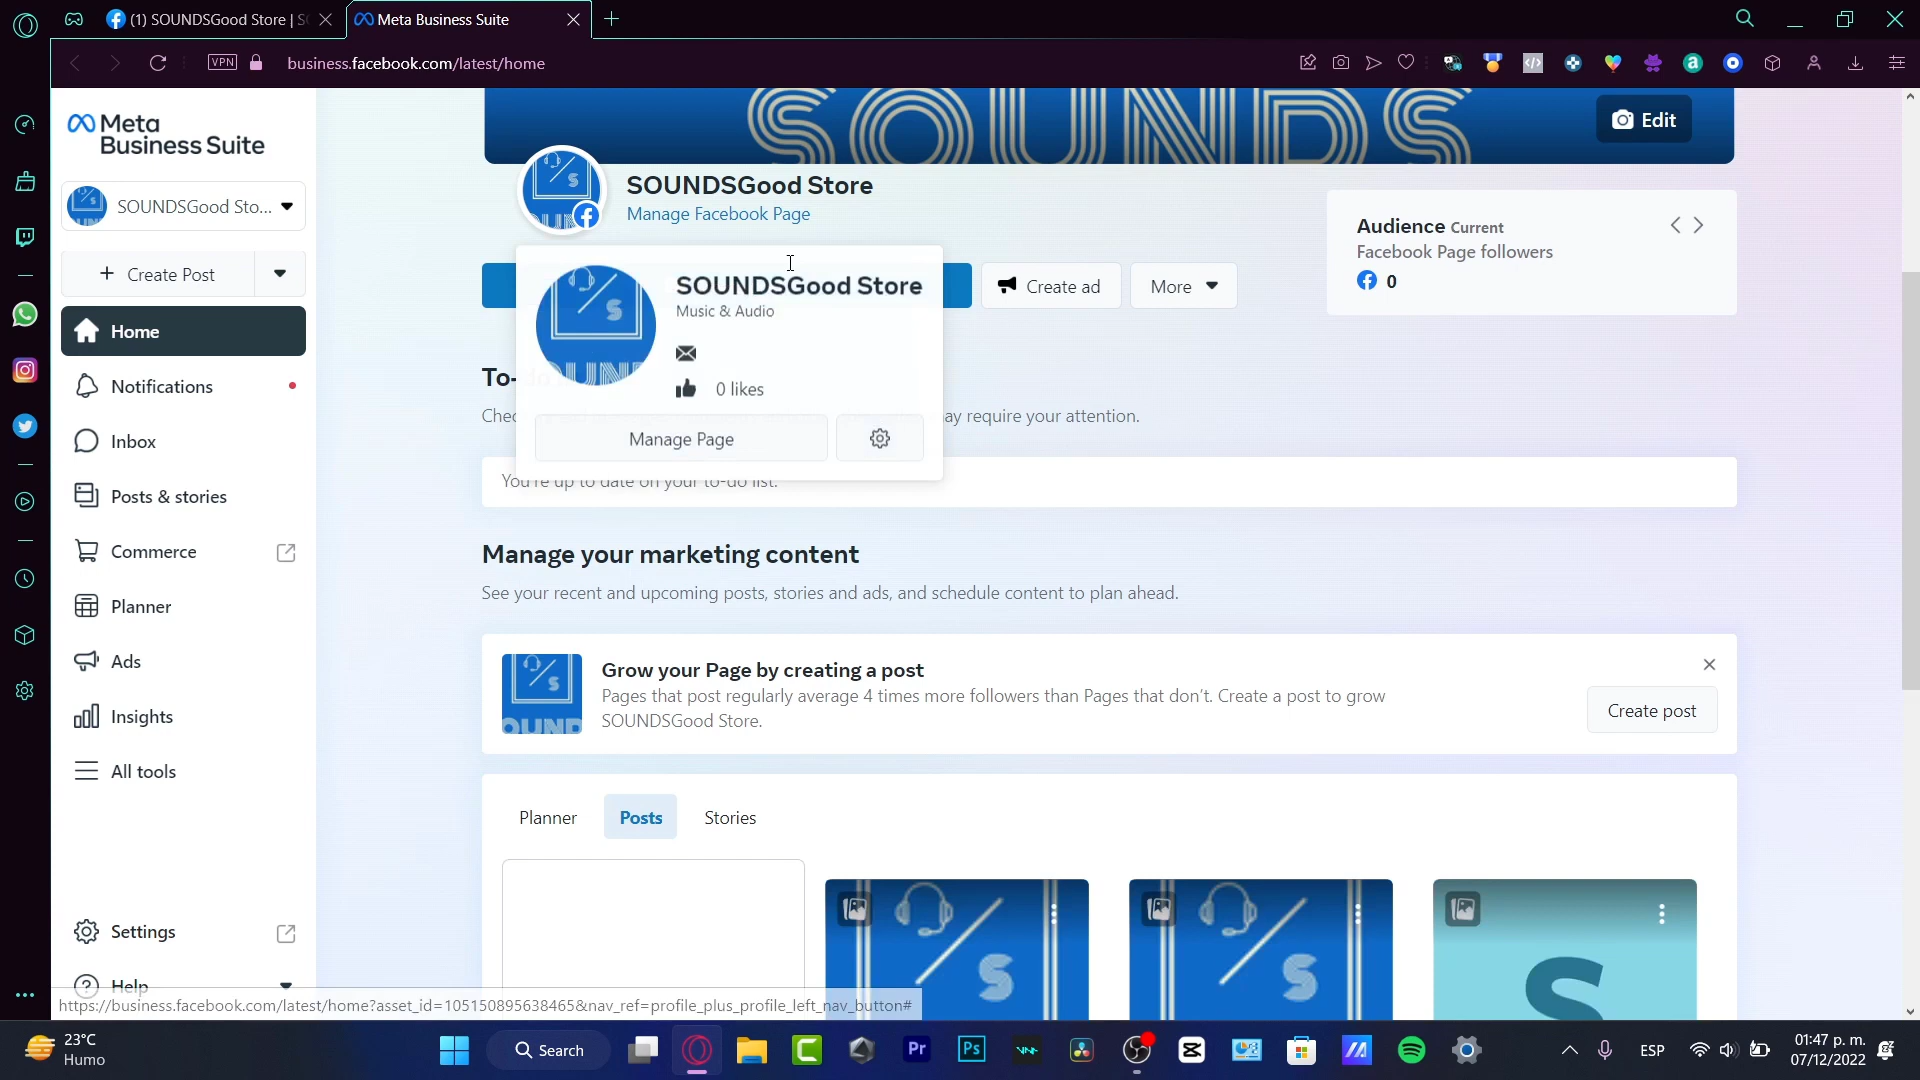 (1) SOUNDSGood Store | S
Meta Business Suite
VPN
business.facebook.com/latest/home
Meta
Business Suite
SOUNDSGood Sto...
+ Create Post
Home
Notifications
Inbox
Posts & stories
Commerce
Planner
Ads
Insights
All tools
Settings
Help
SOUNDS
Edit
SOUNDSGood Store
Manage Facebook Page
Create ad
More
Audience Current
Facebook Page followers
0
SOUNDSGood Store
Music & Audio
0 likes
Manage Page
To-
Chec
ay require your attention.
You're up to date on your to-do list.
Manage your marketing content
See your recent and upcoming posts, stories and ads, and schedule content to plan ahead.
Grow your Page by creating a post
Pages that post regularly average 4 times more followers than Pages that don't. Create a post to grow
SOUNDSGood Store.
Create post
Planner
Posts
Stories
S
S
S
https://business.facebook.com/latest/home?asset_id=105150895638465&nav_ref=profile_plus_profile_left_nav_button#
23°C
Humo
Search
Pr
Ps
ESP
01:47 p. m.
07/12/2022